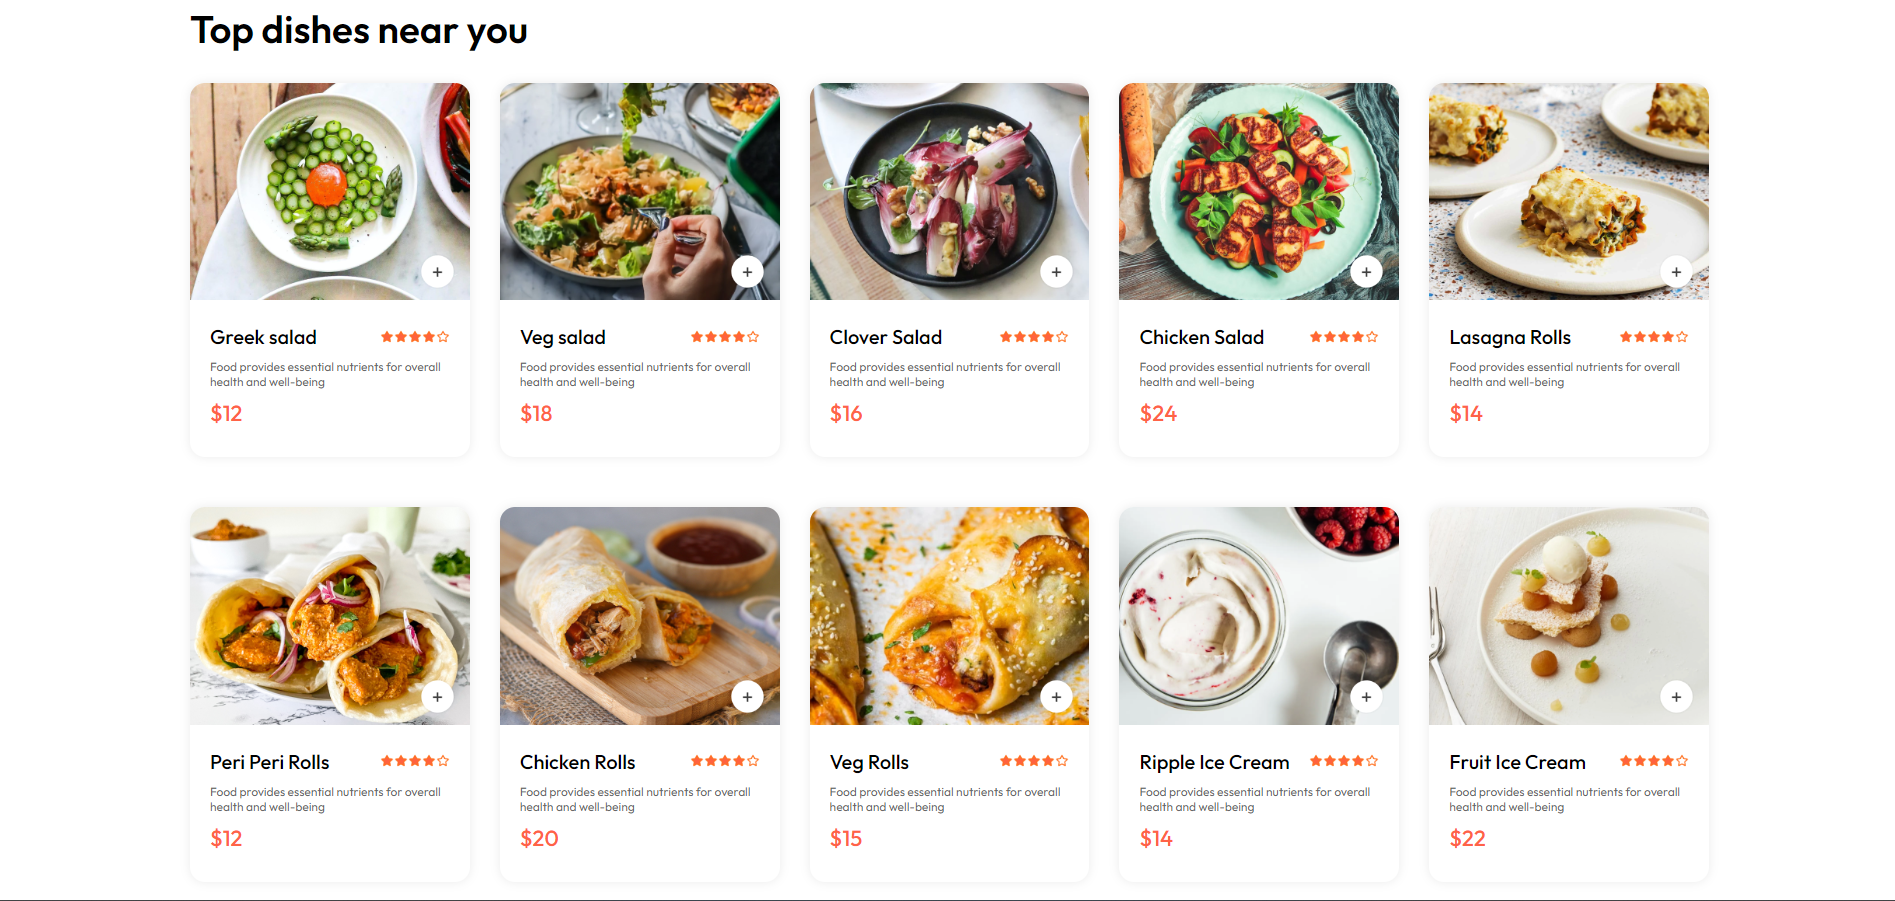 Top dishes near you
Greek salad
Food provides essential nutrients for overall
health and well-being
$12
Veg salad
Food provides essential nutrients for overall
health and well-being
$18
Clover Salad
Food provides essential nutrients for overall
health and well-being
$16
Chicken Salad
Food provides essential nutrients for overall
health and well-being
$24
Lasagna Rolls
Food provides essential nutrients for overall
health and well-being
$14
Peri Peri Rolls
Food provides essential nutrients for overall
health and well-being
$12
Chicken Rolls
Food provides essential nutrients for overall
health and well-being
$20
Veg Rolls
Food provides essential nutrients for overall
health and well-being
$15
Ripple Ice Cream
Food provides essential nutrients for overall
health and well-being
$14
Fruit Ice Cream
Food provides essential nutrients for overall
health and well-being
$22